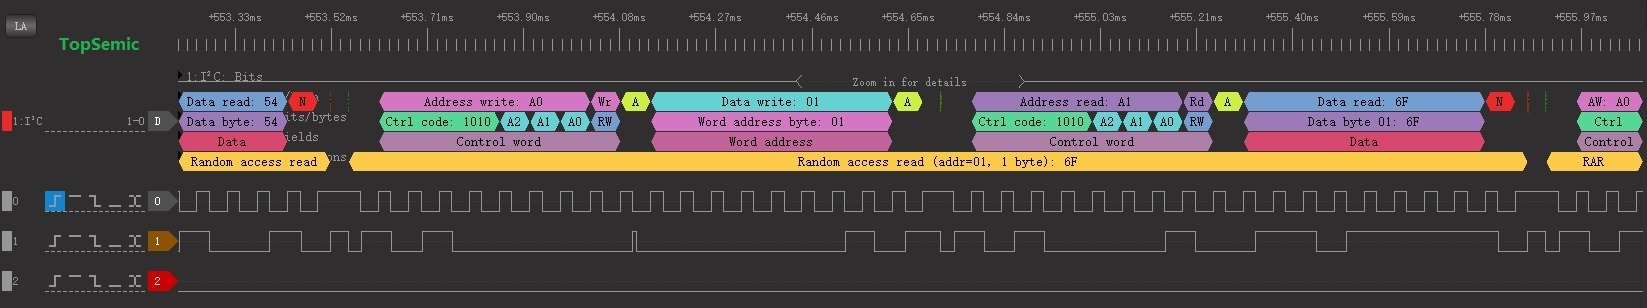 LA +553.33ms +553.52ms +553.71ms +553.90ms +554.08ms +554.27ms +554.46ms +554.65ms +554.84ms +555.03ms +555.21ms +555.40ms +555.59ms +555.78ms +555.97ms
TopSemic
1:I²C: Bits Zoom in for details
Data read: 54 N Address write: A0 Wr A Data write: 01 A Address read: A1 Rd A Data read: 6F N AW: A0
1:I²C 1-0 D Data byte: 54 its/bytes Ctrl code: 1010 A2 A1 A0 RW Word address byte: 01 Ctrl code: 1010 A2 A1 A0 RW Data byte 01: 6F Ctrl
Data ields Control word Word address Control word Data Control
Random access read ons Random access read (addr=01, 1 byte): 6F RAR
0 0
1 1
2 2